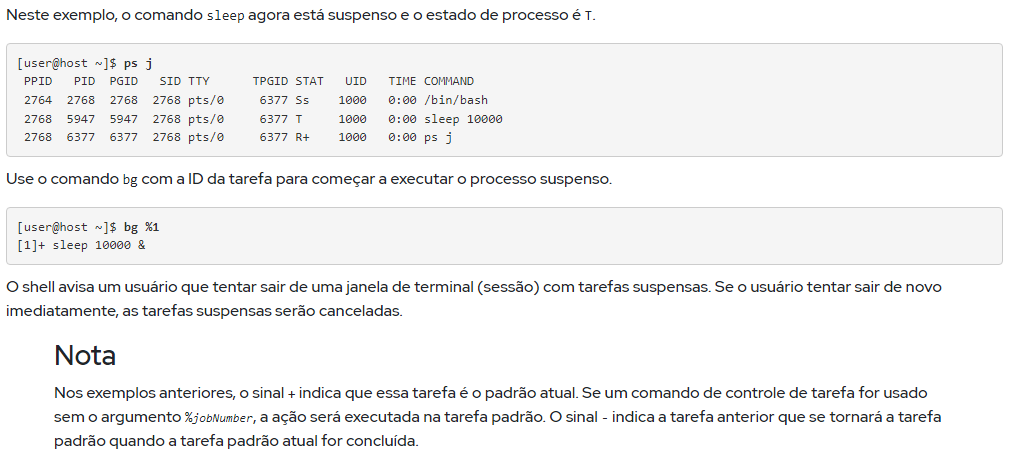 Neste exemplo, o comando sleep agora está suspenso e o estado de processo é T.
[user@host ~]$ ps j
PPID PID PGID SID TTY TPGID STAT UID TIME COMMAND
2764 2768 2768 2768 pts/0 6377 Ss 1000 0:00 /bin/bash
2768 5947 5947 2768 pts/0 6377 T 1000 0:00 sleep 10000
2768 6377 6377 2768 pts/0 6377 R+ 1000 0:00 ps j
Use o comando bg com a ID da tarefa para começar a executar o processo suspenso.
[user@host ~]$ bg %1
[1]+ sleep 10000 &
O shell avisa um usuário que tentar sair de uma janela de terminal (sessão) com tarefas suspensas. Se o usuário tentar sair de novo
imediatamente, as tarefas suspensas serão canceladas.
Nota
Nos exemplos anteriores, o sinal + indica que essa tarefa é o padrão atual. Se um comando de controle de tarefa for usado
sem o argumento %jobNumber, a ação será executada na tarefa padrão. O sinal - indica a tarefa anterior que se tornará a tarefa
padrão quando a tarefa padrão atual for concluída.